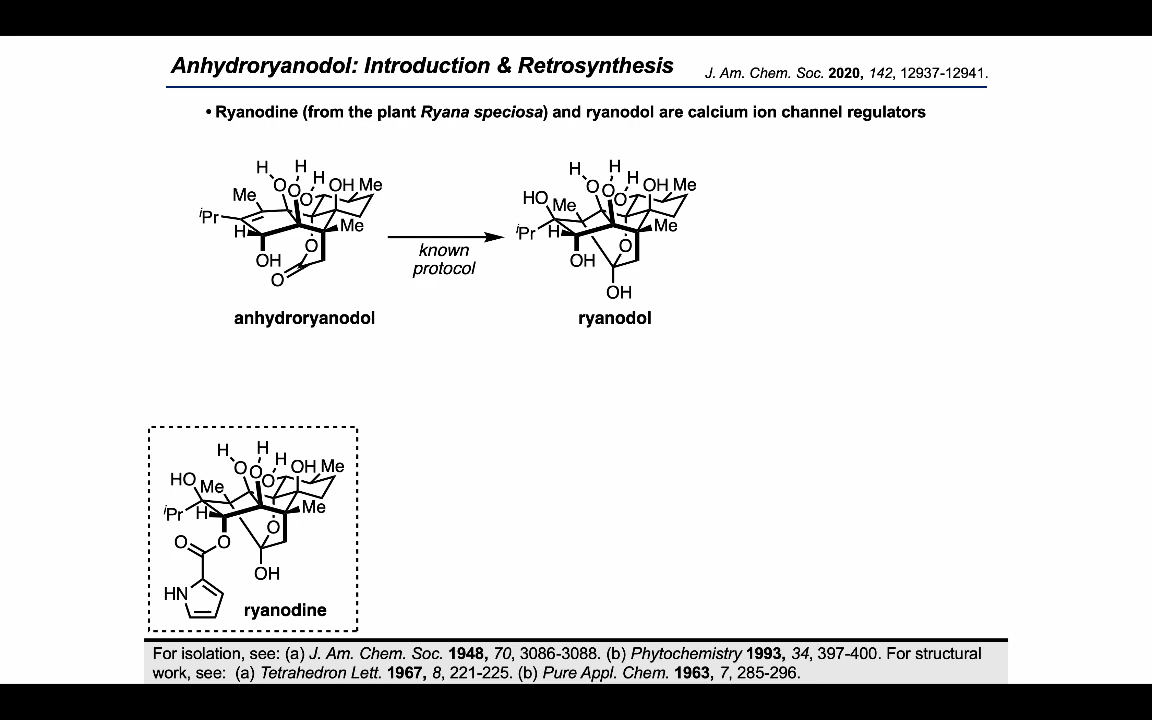 Anhydroryanodol: Introduction & Retrosynthesis
J. Am. Chem. Soc. 2020, 142, 12937-12941.
• Ryanodine (from the plant Ryana speciosa) and ryanodol are calcium ion channel regulators
H H
H
O O O OH Me
Me
iPr
Me
H
O
OH
O
anhydroryanodol
known
protocol
H H
H
O O O OH Me
HO
Me
Me
iPr H
O
OH
OH
ryanodol
H H
H
O O O OH Me
HO
Me
Me
iPr H
O
O O
OH
HN
ryanodine
For isolation, see: (a) J. Am. Chem. Soc. 1948, 70, 3086-3088. (b) Phytochemistry 1993, 34, 397-400. For structural
work, see: (a) Tetrahedron Lett. 1967, 8, 221-225. (b) Pure Appl. Chem. 1963, 7, 285-296.